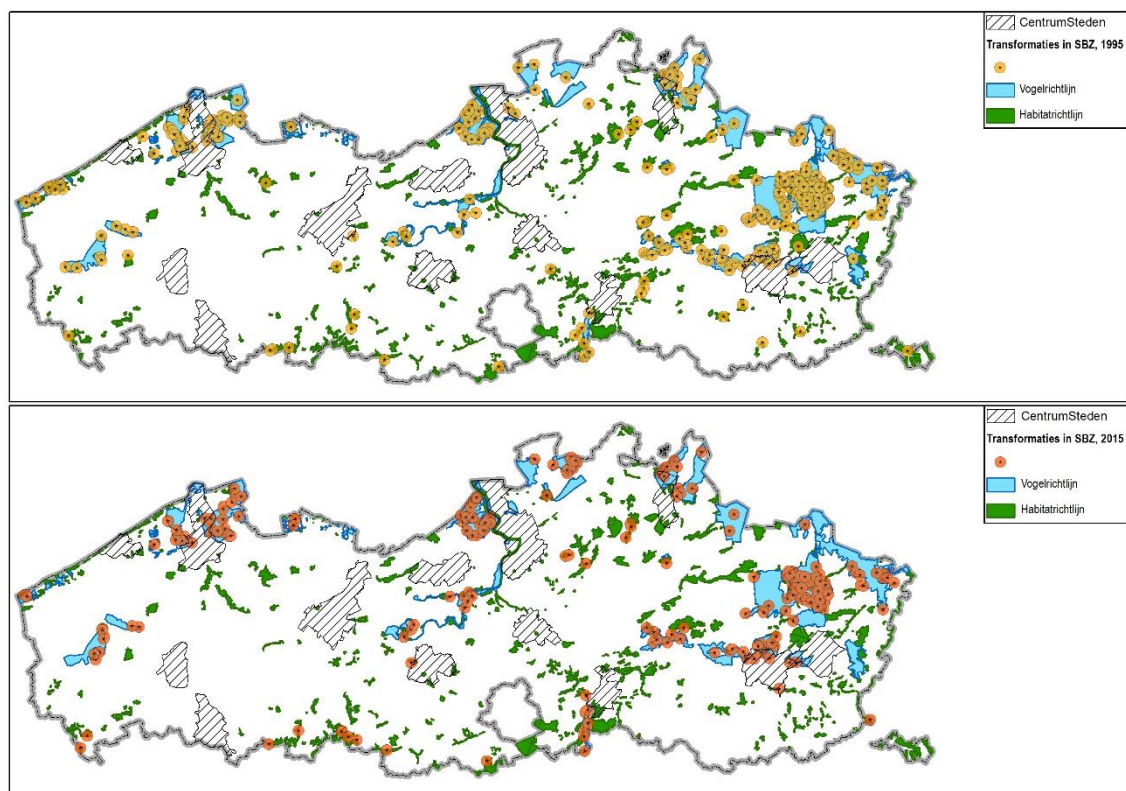 CentrumSteden
Transformaties in SBZ, 1995
Vogelrichtlijn
Habitatrichtlijn
CentrumSteden
Transformaties in SBZ, 2015
Vogelrichtlijn
Habitatrichtlijn